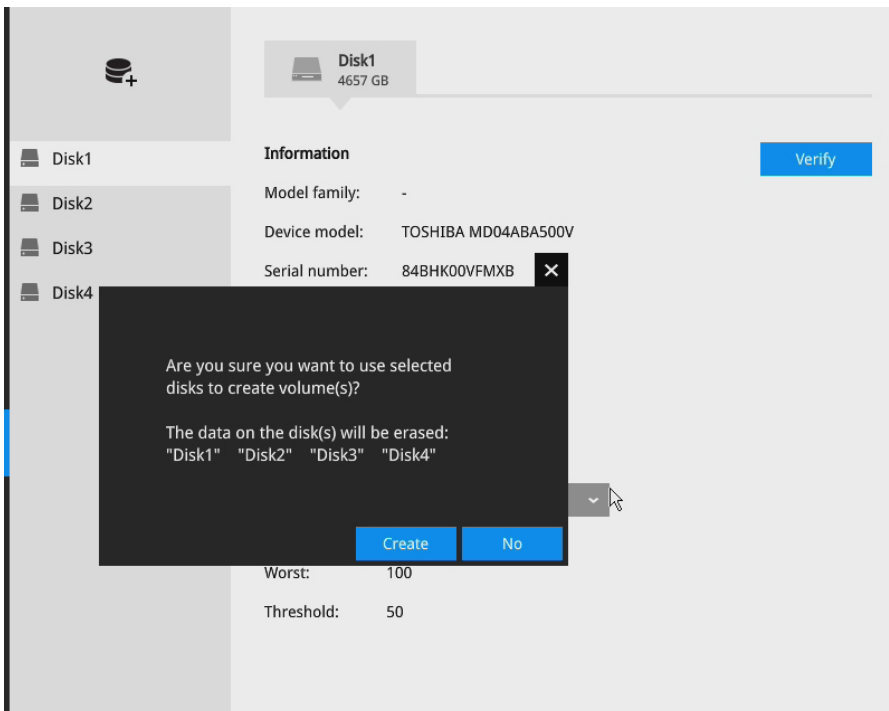 Disk1
4657 GB
Disk1
Disk2
Disk3
Disk4
Information
Verify
Model family: -
Device model: TOSHIBA MD04ABA500V
Serial number: 84BHK00VFMXB
Are you sure you want to use selected
disks to create volume(s)?
The data on the disk(s) will be erased:
"Disk1" "Disk2" "Disk3" "Disk4"
Create No
Worst: 100
Threshold: 50